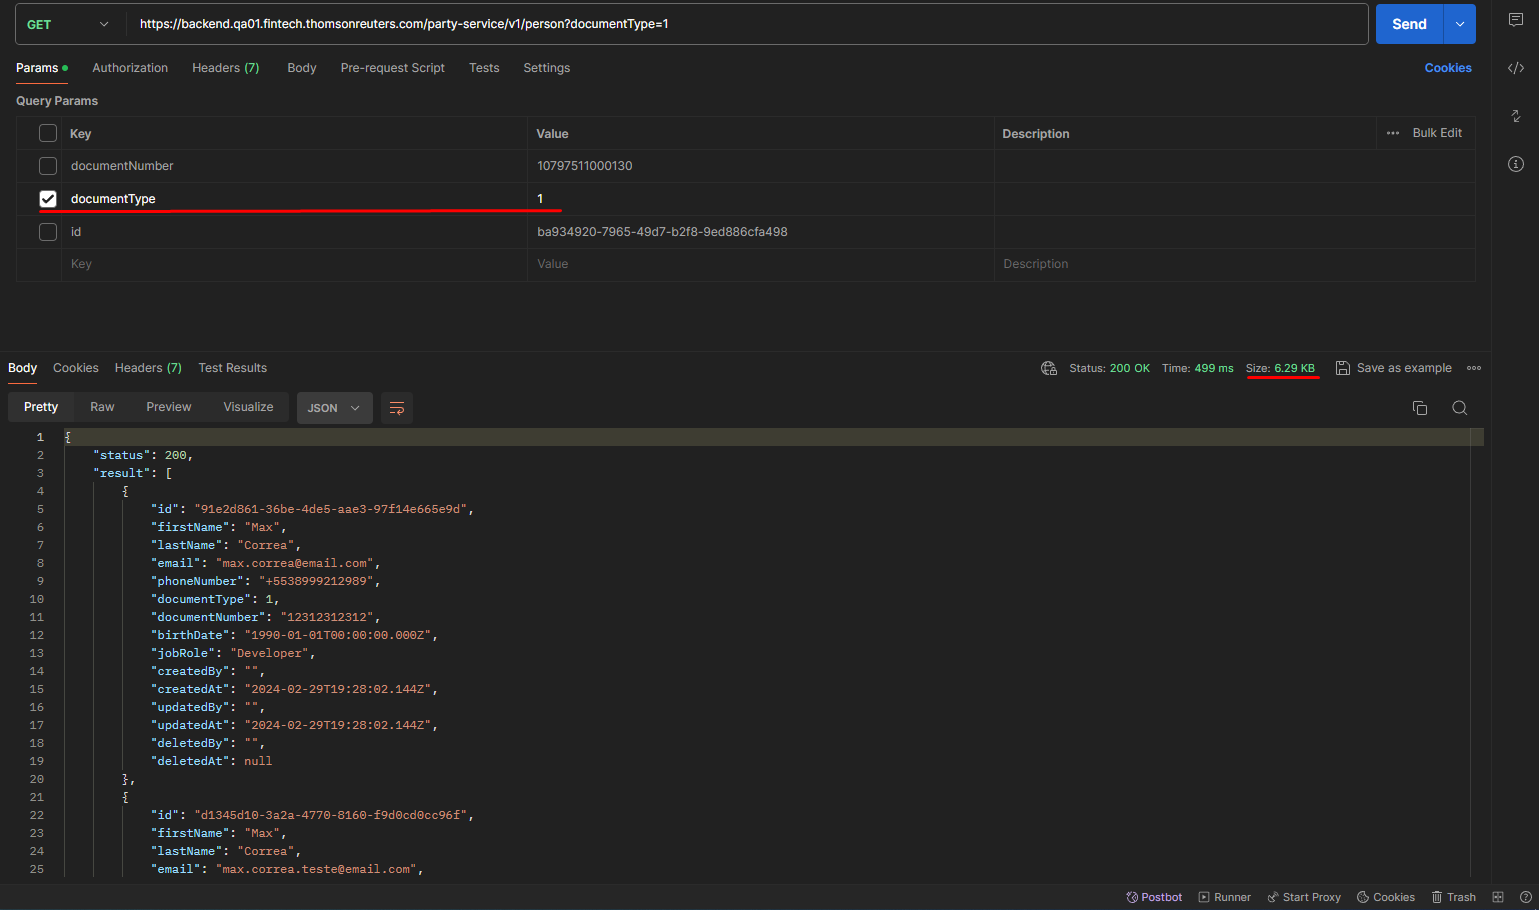 GET https://backend.qa01.fintech.thomsonreuters.com/party-service/v1/person?documentType=1 Send
Params Authorization Headers (7) Body Pre-request Script Tests Settings Cookies
Query Params
Key Value Description Bulk Edit
documentNumber 10797511000130
documentType 1
id ba934920-7965-49d7-b2f8-9ed886cfa498
Key Value Description
Body Cookies Headers (7) Test Results Status: 200 OK Time: 499 ms Size: 6.29 KB Save as example
Pretty Raw Preview Visualize JSON
1 {
2 "status": 200,
3 "result": [
4 {
5 "id": "91e2d861-36be-4de5-aae3-97f14e665e9d",
6 "firstName": "Max",
7 "lastName": "Correa",
8 "email": "max.correa@email.com",
9 "phoneNumber": "+5538999212989",
10 "documentType": 1,
11 "documentNumber": "12312312312",
12 "birthDate": "1990-01-01T00:00:00.000Z",
13 "jobRole": "Developer",
14 "createdBy": "",
15 "createdAt": "2024-02-29T19:28:02.144Z",
16 "updatedBy": "",
17 "updatedAt": "2024-02-29T19:28:02.144Z",
18 "deletedBy": "",
19 "deletedAt": null
20 },
21 {
22 "id": "d1345d10-3a2a-4770-8160-f9d0cd0cc96f",
23 "firstName": "Max",
24 "lastName": "Correa",
25 "email": "max.correa.teste@email.com",
Postbot Runner Start Proxy Cookies Trash